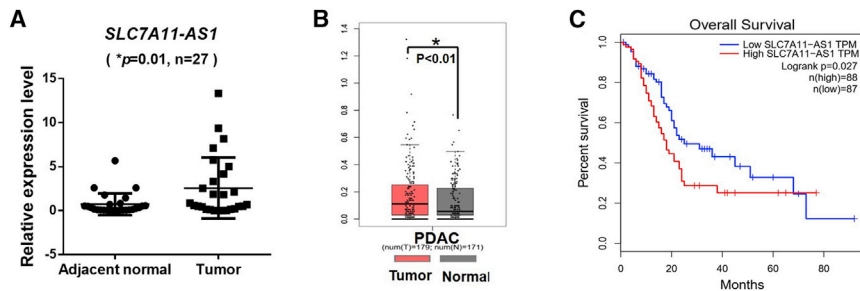 A
SLC7A11-AS1
( *p=0.01, n=27 )
Relative expression level
15
10
5
0
-5
Adjacent normal
Tumor
B
1.4
1.2
1.0
0.8
0.6
0.4
0.2
0.0
*
P<0.01
PDAC
(num(T)=179; num(N)=171)
Tumor
Normal
C
Overall Survival
Low SLC7A11-AS1 TPM
High SLC7A11-AS1 TPM
Logrank p=0.027
n(high)=88
n(low)=87
Percent survival
1.0
0.8
0.6
0.4
0.2
0.0
0
20
40
60
80
Months